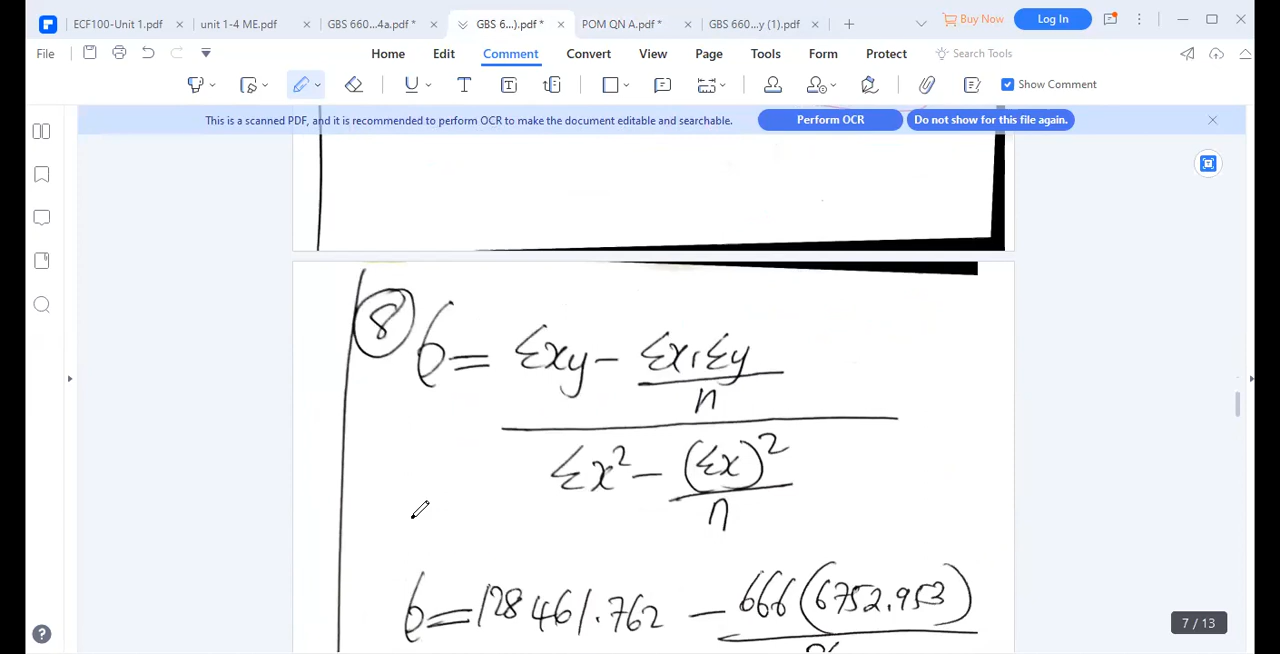 ECF100-Unit 1.pdf
unit 1-4 ME.pdf
GBS 660...4a.pdf *
GBS 6...).pdf *
POM QN A.pdf *
GBS 660...y (1).pdf
Buy Now
Log In
File
Home
Edit
Comment
Convert
View
Page
Tools
Form
Protect
Search Tools
Show Comment
This is a scanned PDF, and it is recommended to perform OCR to make the document editable and searchable.
Perform OCR
Do not show for this file again.
8
b = Σxy - Σx, Σy
n
Σx² - (Σx)²
n
b = 128461.762 - 666(6752.953)
7 / 13